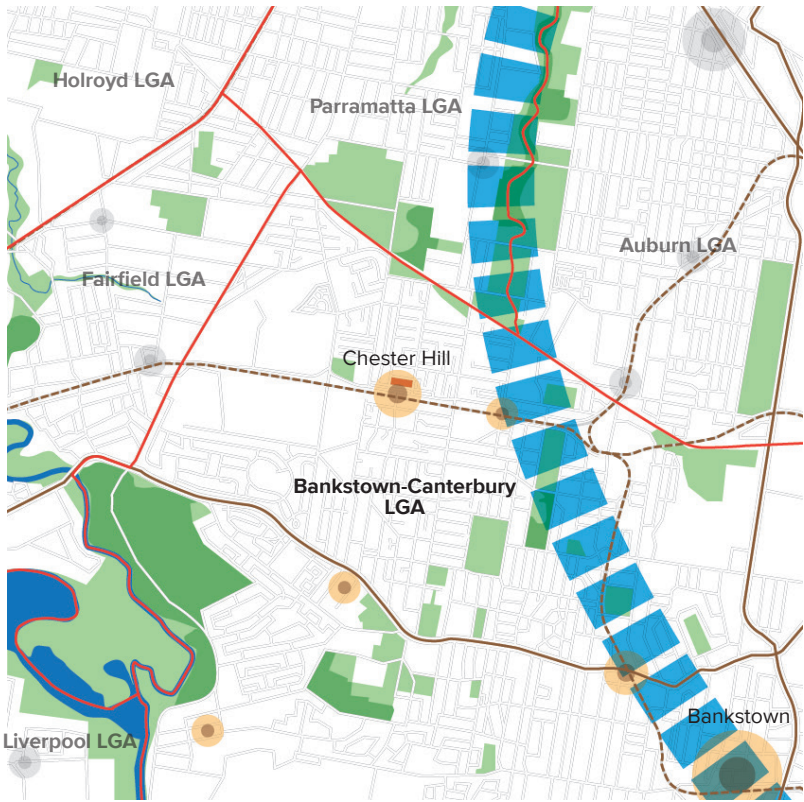 Holroyd LGA
Parramatta LGA
Auburn LGA
Fairfield LGA
Chester Hill
Bankstown-Canterbury
LGA
Bankstown
Liverpool LGA